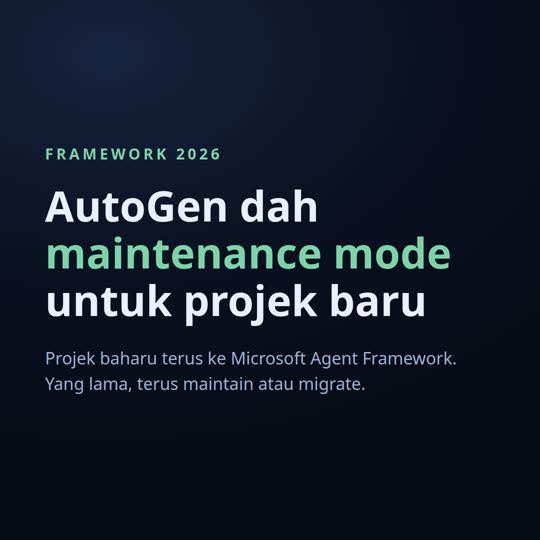 FRAMEWORK 2026
AutoGen dah
maintenance mode
untuk projek baru
Projek baharu terus ke Microsoft Agent Framework.
Yang lama, terus maintain atau migrate.